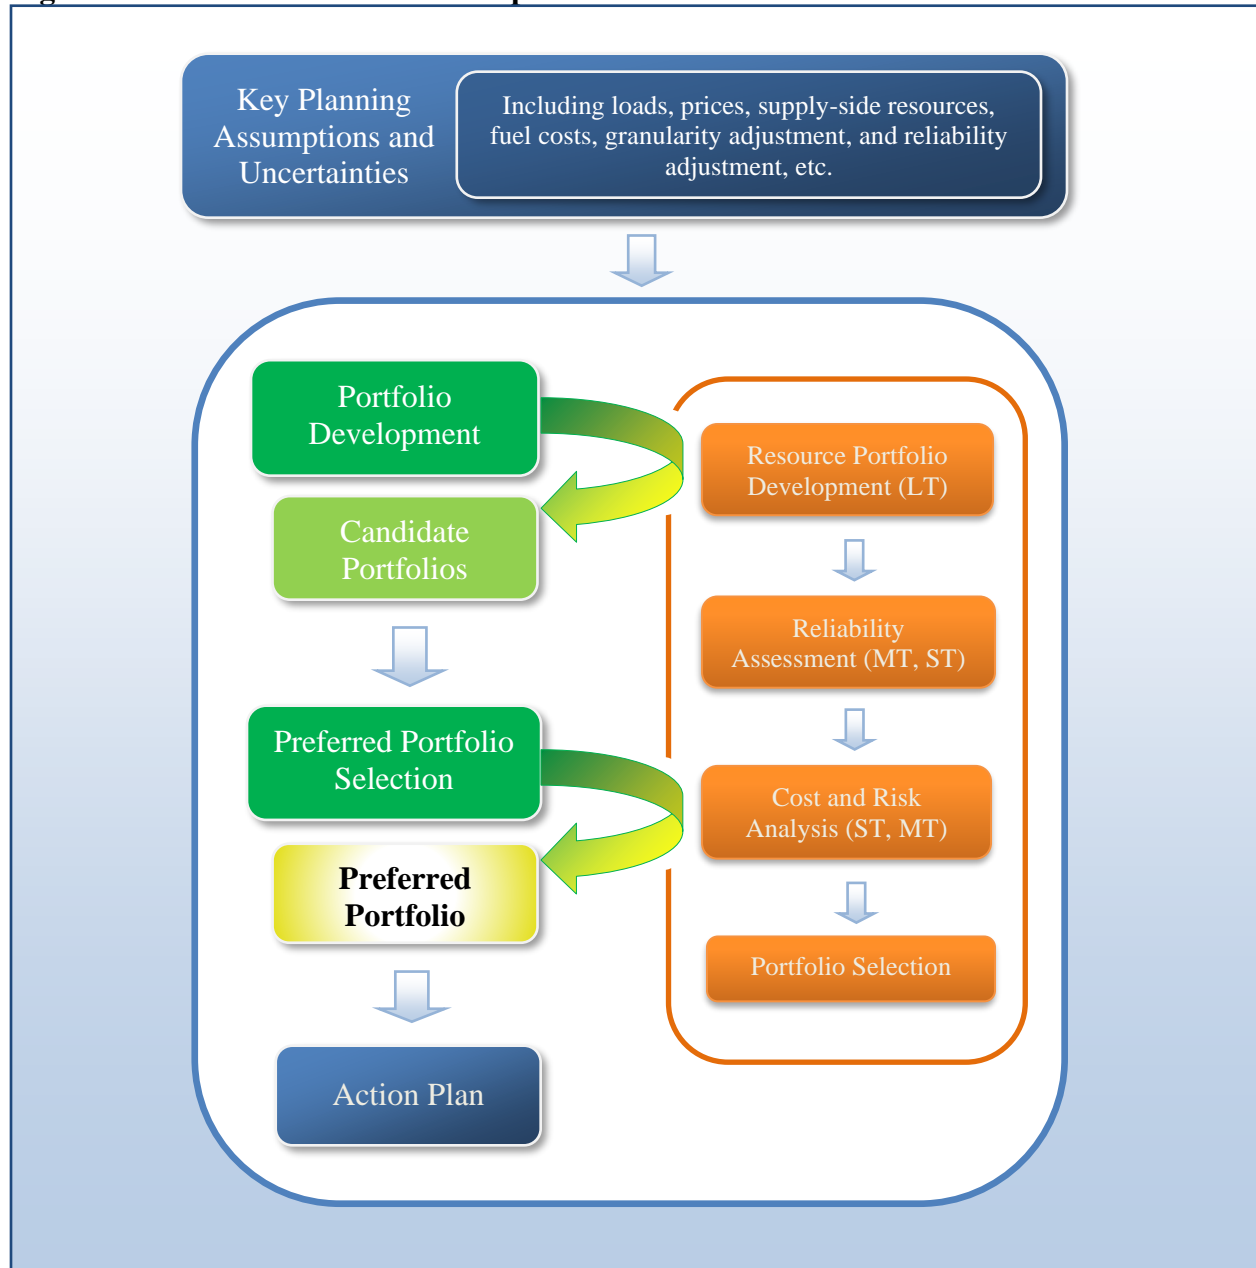 Key Planning
Assumptions and
Uncertainties
Including loads, prices, supply-side resources,
fuel costs, granularity adjustment, and reliability
adjustment, etc.
Portfolio
Development
Candidate
Portfolios
Preferred Portfolio
Selection
Preferred
Portfolio
Action Plan
Resource Portfolio
Development (LT)
Reliability
Assessment (MT, ST)
Cost and Risk
Analysis (ST, MT)
Portfolio Selection